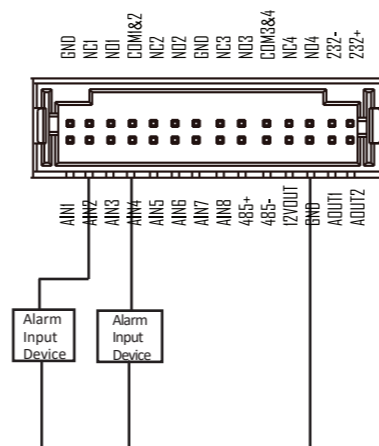 GND
NC1
NO1
COM1&2
NC2
NO2
GND
NC3
NO3
COM3&4
NC4
NO4
232-
232+
AIN1
AIN2
AIN3
AIN4
AIN5
AIN6
AIN7
AIN8
485+
485-
12VOUT
GND
AOUT1
AOUT2
Alarm
Input
Device
Alarm
Input
Device